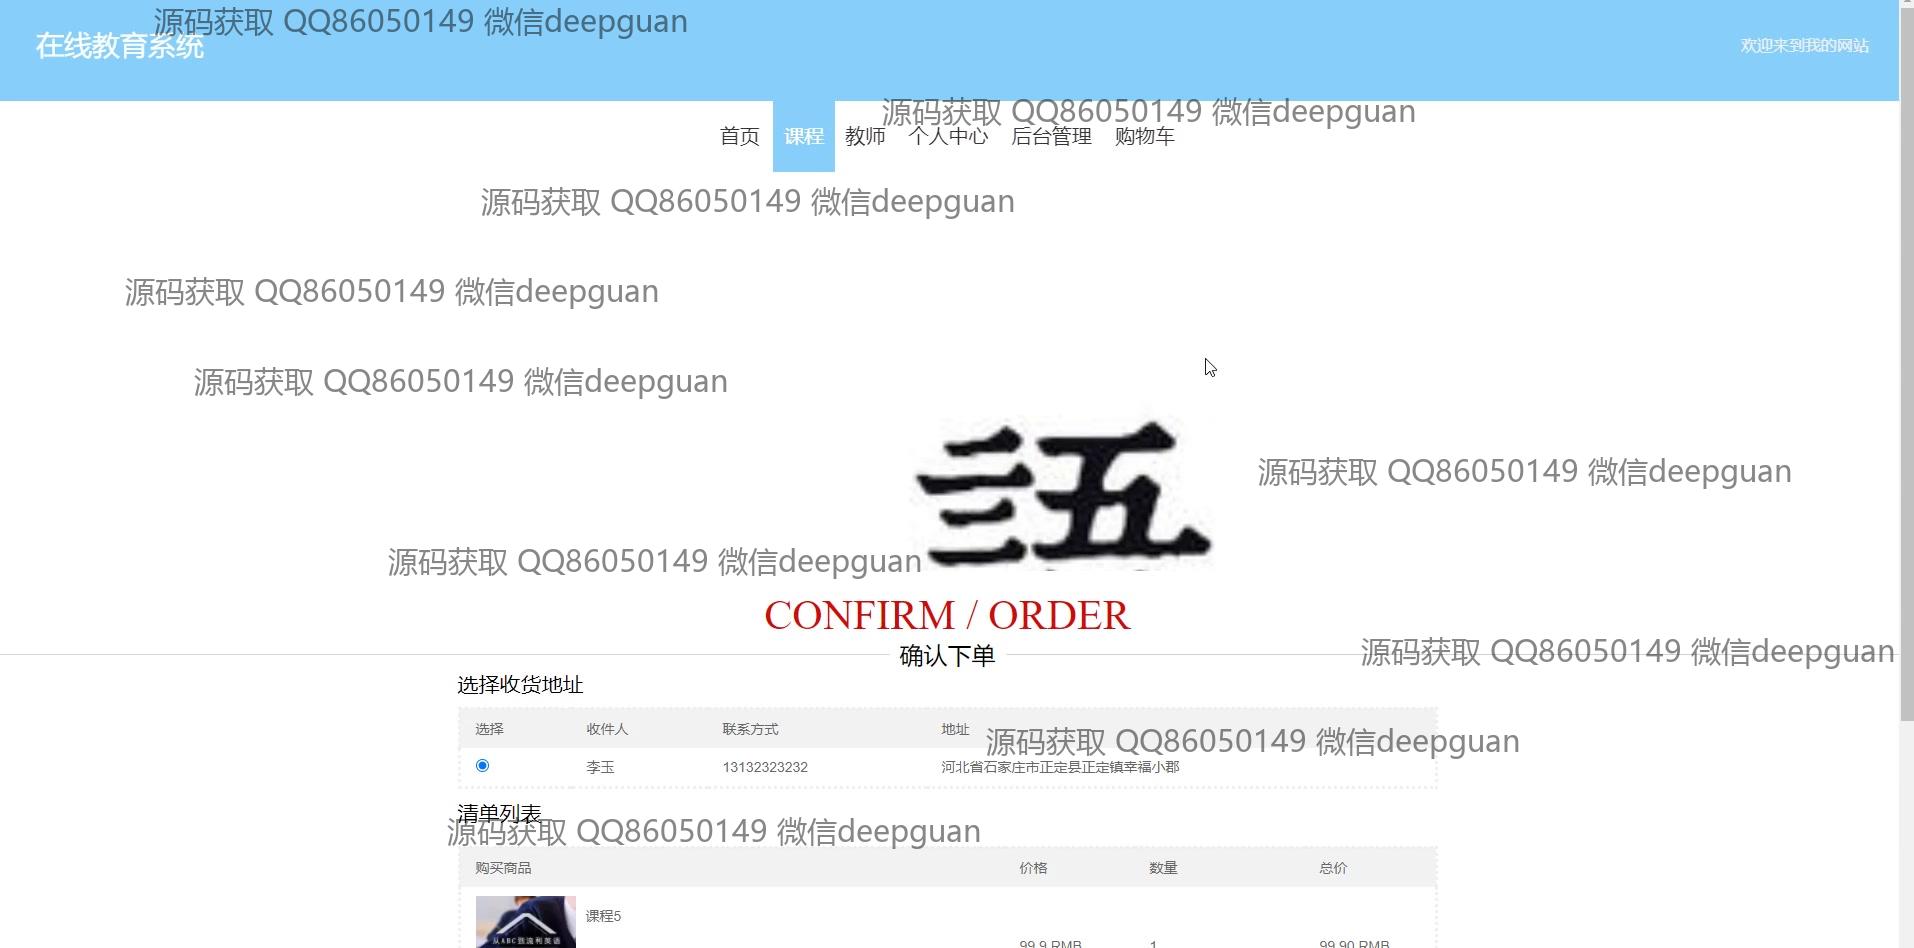 源码获取 QQ86050149 微信deepguan
在线教育系统
欢迎来到我的网站
源码获取 QQ86050149 微信deepguan
首页 课程 教师 个人中心 后台管理 购物车
源码获取 QQ86050149 微信deepguan
源码获取 QQ86050149 微信deepguan
源码获取 QQ86050149 微信deepguan
源码获取 QQ86050149 微信deepguan
源码获取 QQ86050149 微信deepguan
CONFIRM / ORDER
确认下单
源码获取 QQ86050149 微信deepguan
选择收货地址
选择 收件人 联系方式 地址
源码获取 QQ86050149 微信deepguan
李玉 13132323232 河北省石家庄市正定县正定镇幸福小郡
清单列表
源码获取 QQ86050149 微信deepguan
购买商品 价格 数量 总价
课程5
从ABC到流利英语
99.9 RMB 1 99.90 RMB